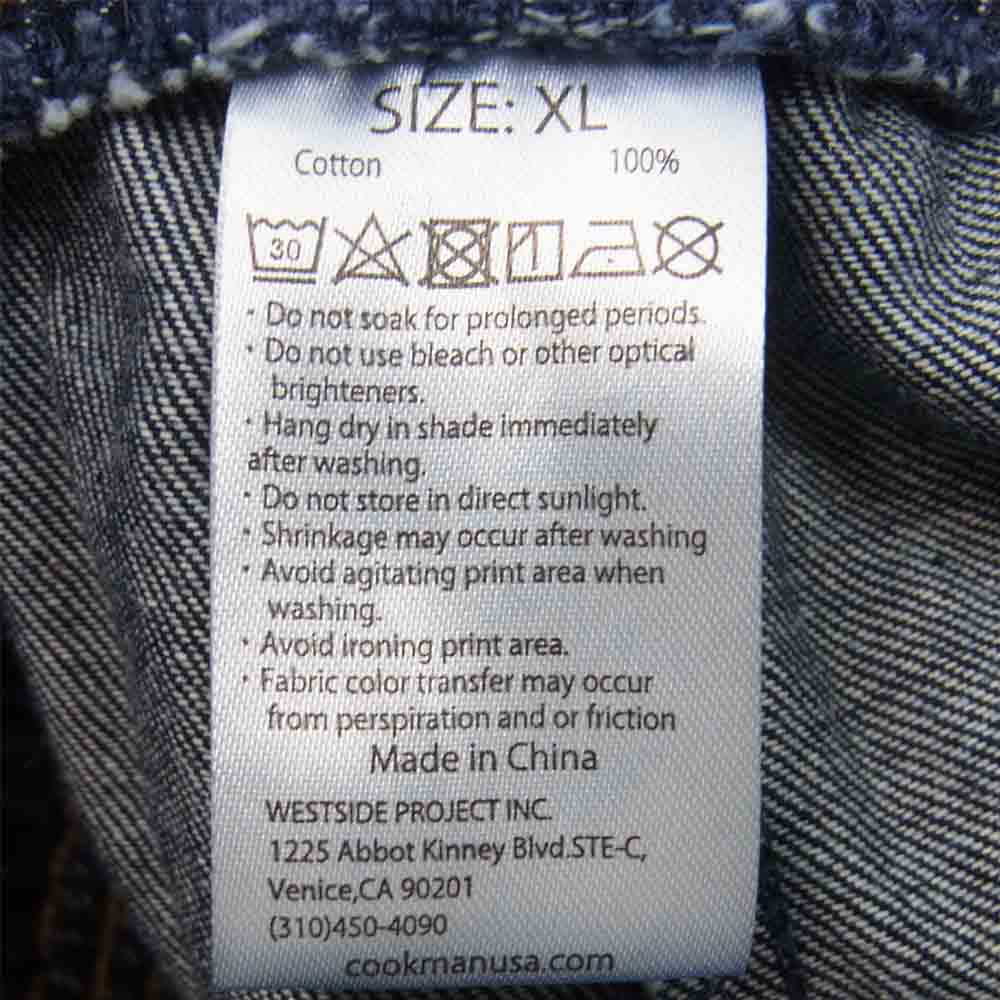 SIZE: XL
Cotton 100%
30
· Do not soak for prolonged periods.
· Do not use bleach or other optical
brighteners.
· Hang dry in shade immediately
after washing.
· Do not store in direct sunlight.
· Shrinkage may occur after washing
· Avoid agitating print area when
washing.
· Avoid ironing print area.
· Fabric color transfer may occur
from perspiration and or friction
Made in China
WESTSIDE PROJECT INC.
1225 Abbot Kinney Blvd.STE-C,
Venice,CA 90201
(310)450-4090
cookmanusa.com